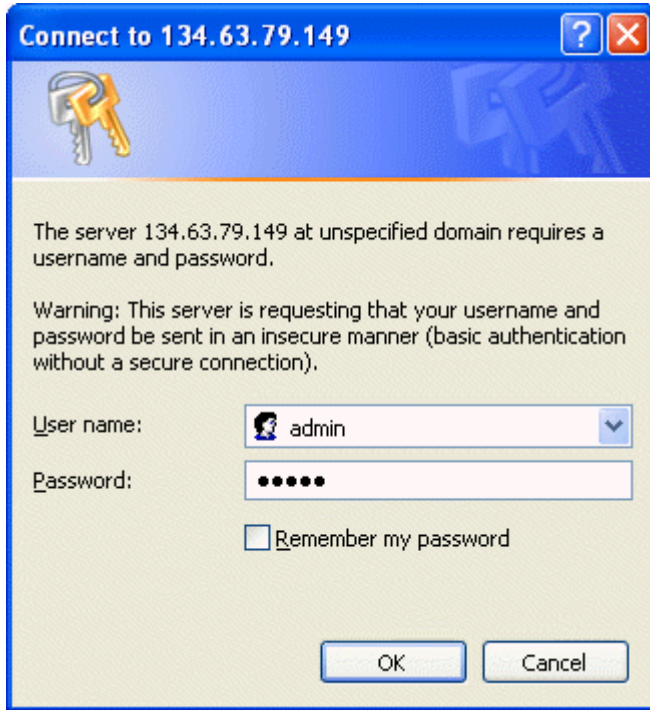 Connect to 134.63.79.149
The server 134.63.79.149 at unspecified domain requires a
username and password.
Warning: This server is requesting that your username and
password be sent in an insecure manner (basic authentication
without a secure connection).
User name: admin
Password: •••••
Remember my password
OK Cancel